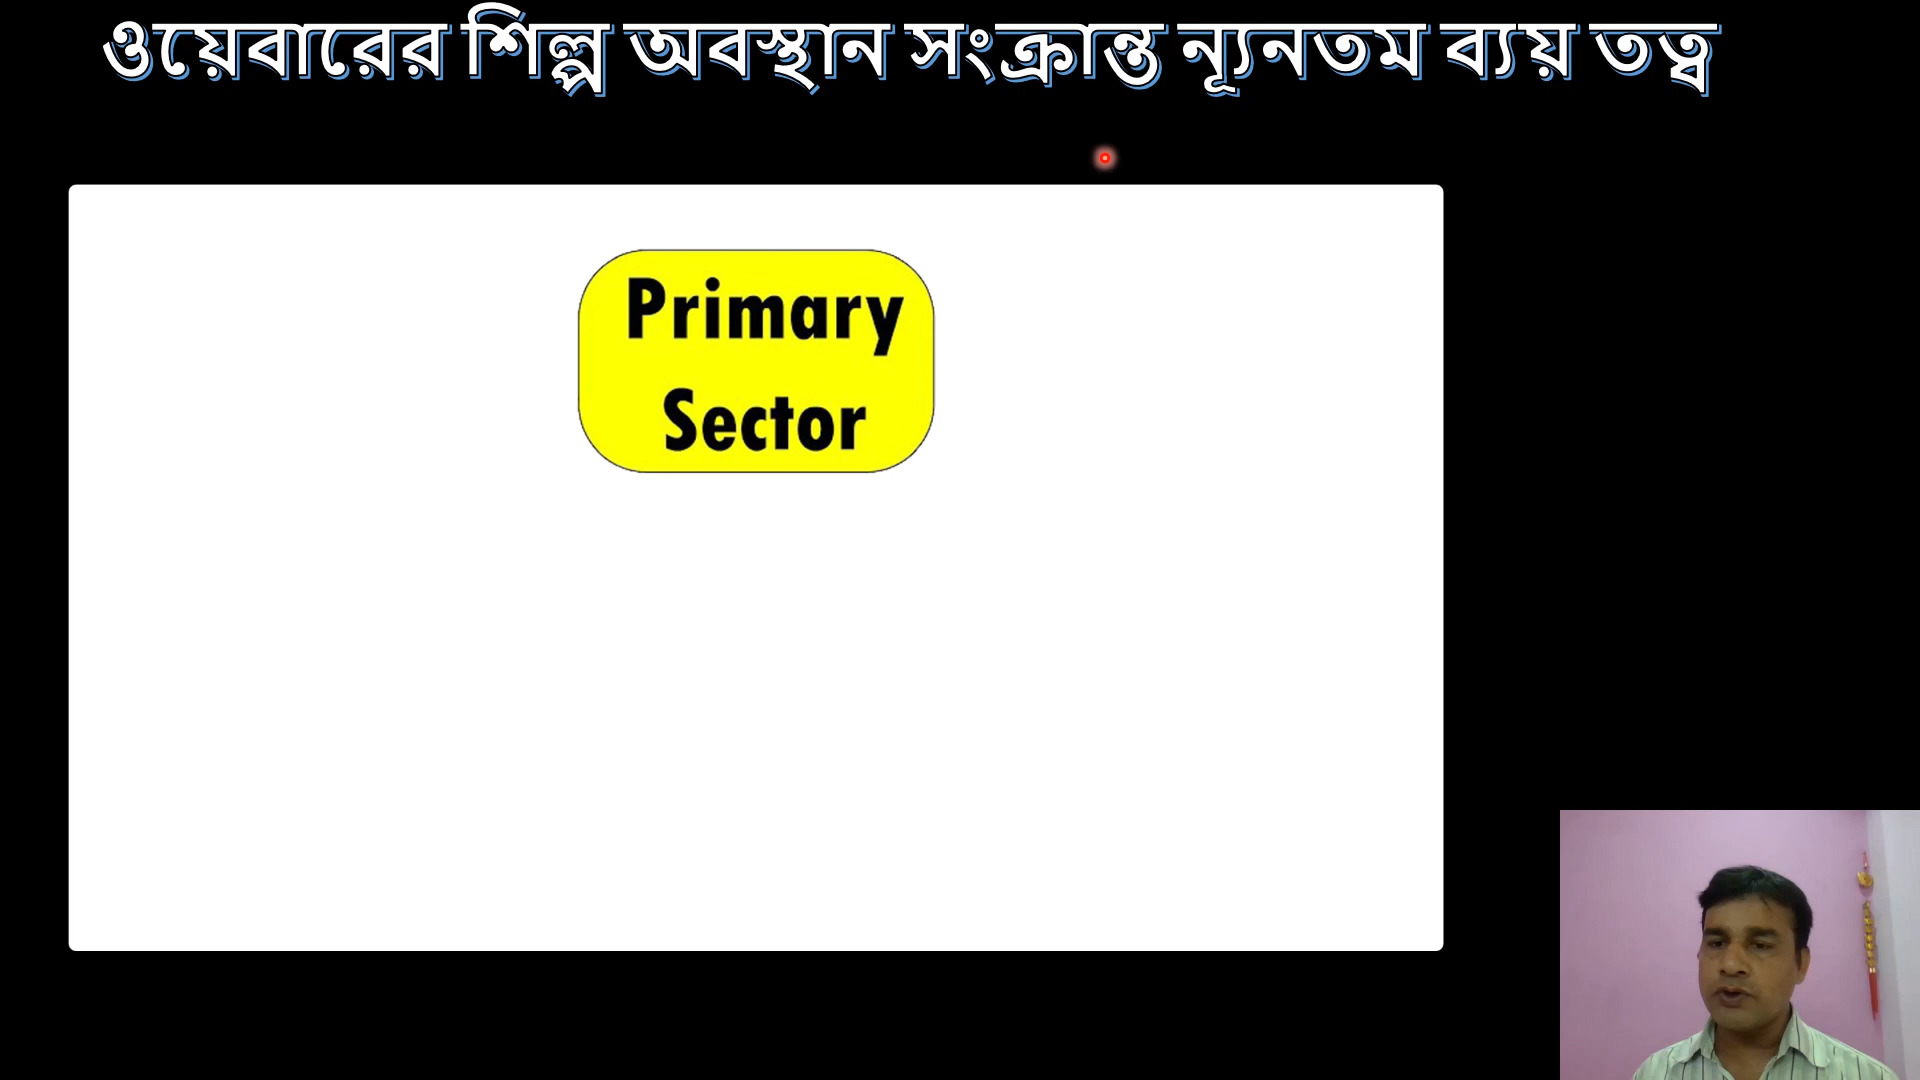 ওয়েবারের শিল্প অবস্থান সংক্রান্ত ন্যূনতম ব্যয় তত্ব
Primary
Sector